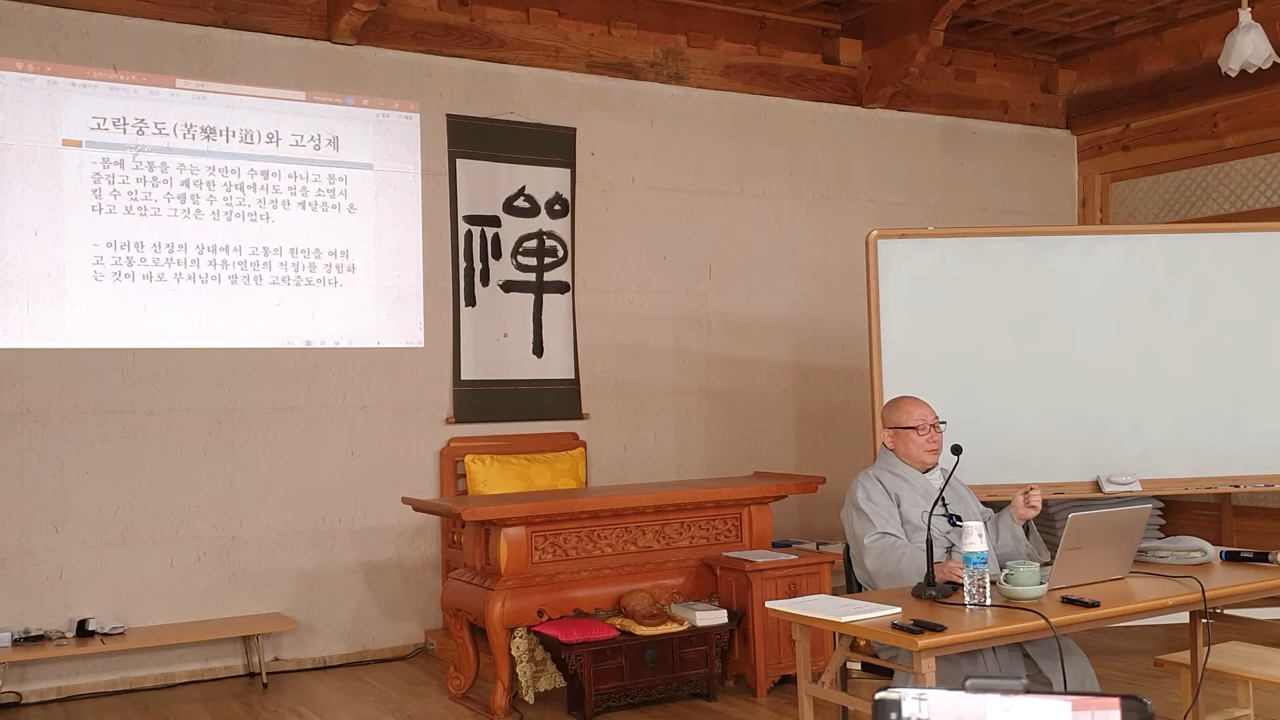 고락중도(苦樂中道)와 고성제
- 몸에 고통을 주는 것만이 수행이 아니고 몸이
즐겁고 마음이 쾌락한 상태에서도 업을 소멸시
킬 수 있고, 수행할 수 있고, 진정한 깨달음이 온
다고 보았고 그것은 선정이었다.
- 이러한 선정의 상태에서 고통의 원인을 여의
고 고통으로부터의 자유(열반의 적정)를 경험하
는 것이 바로 부처님이 발견한 고락중도이다.
禪